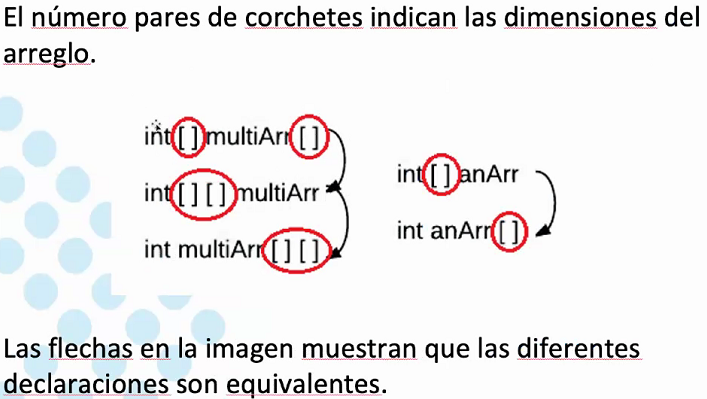 El número pares de corchetes indican las dimensiones del
arreglo.
int[]multiArr[]
int[][]multiArr
int multiArr[][]
int[]anArr
int anArr[]
Las flechas en la imagen muestran que las diferentes
declaraciones son equivalentes.